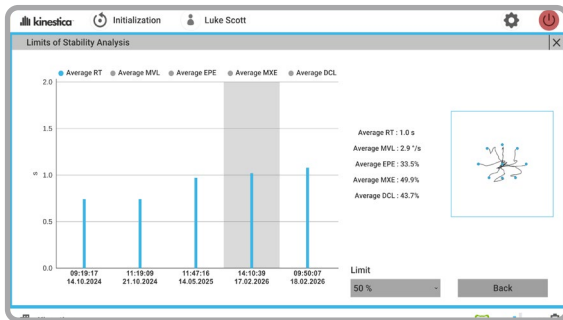 kinestica
Initialization
Luke Scott
Limits of Stability Analysis
Average RT
Average MVL
Average EPE
Average MXE
Average DCL
2.0
1.5
s
1.0
0.5
0.0
09:19:17
14.10.2024
11:19:09
21.10.2024
11:47:16
14.05.2025
14:10:39
17.02.2026
09:50:07
18.02.2026
Average RT : 1.0 s
Average MVL : 2.9 °/s
Average EPE : 33.5%
Average MXE : 49.9%
Average DCL : 43.7%
Limit
50 %
Back